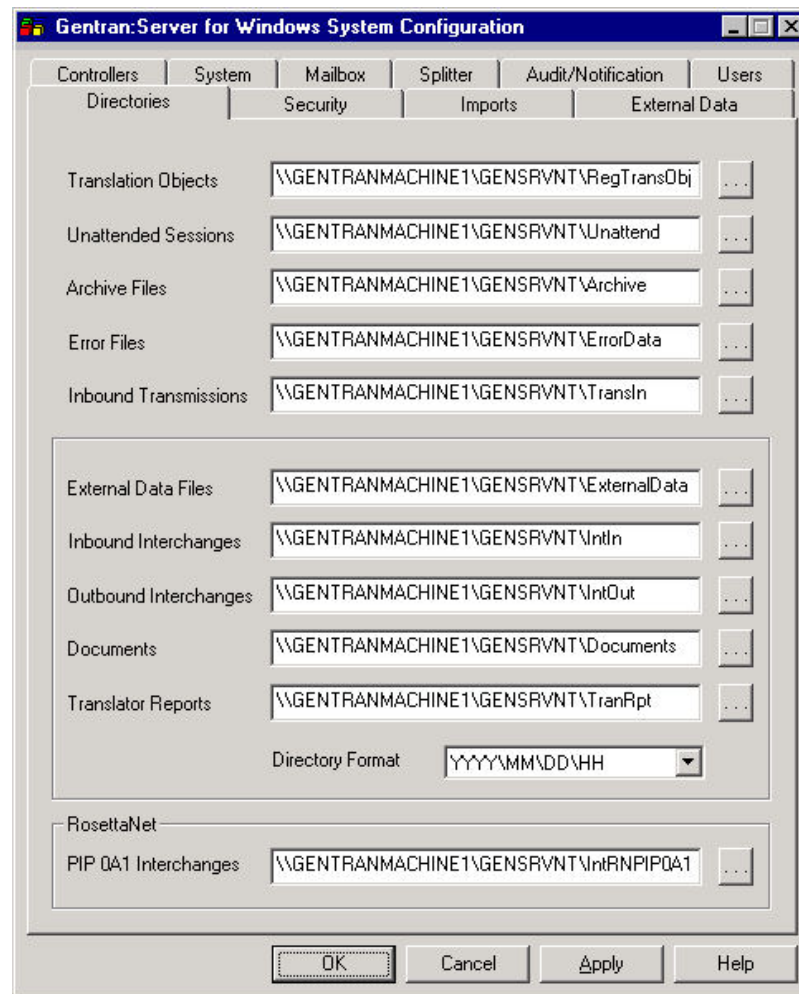 Gentran:Server for Windows System Configuration
Controllers System Mailbox Splitter Audit/Notification Users
Directories Security Imports External Data
Translation Objects \\GENTRANMACHINE1\GENSRVNT\RegTransObj ...
Unattended Sessions \\GENTRANMACHINE1\GENSRVNT\Unattend ...
Archive Files \\GENTRANMACHINE1\GENSRVNT\Archive ...
Error Files \\GENTRANMACHINE1\GENSRVNT\ErrorData ...
Inbound Transmissions \\GENTRANMACHINE1\GENSRVNT\TransIn ...
External Data Files \\GENTRANMACHINE1\GENSRVNT\ExternalData ...
Inbound Interchanges \\GENTRANMACHINE1\GENSRVNT\IntIn ...
Outbound Interchanges \\GENTRANMACHINE1\GENSRVNT\IntOut ...
Documents \\GENTRANMACHINE1\GENSRVNT\Documents ...
Translator Reports \\GENTRANMACHINE1\GENSRVNT\TranRpt ...
Directory Format YYYY\MM\DD\HH
RosettaNet
PIP 0A1 Interchanges \\GENTRANMACHINE1\GENSRVNT\IntRNPIP0A1 ...
OK Cancel Apply Help